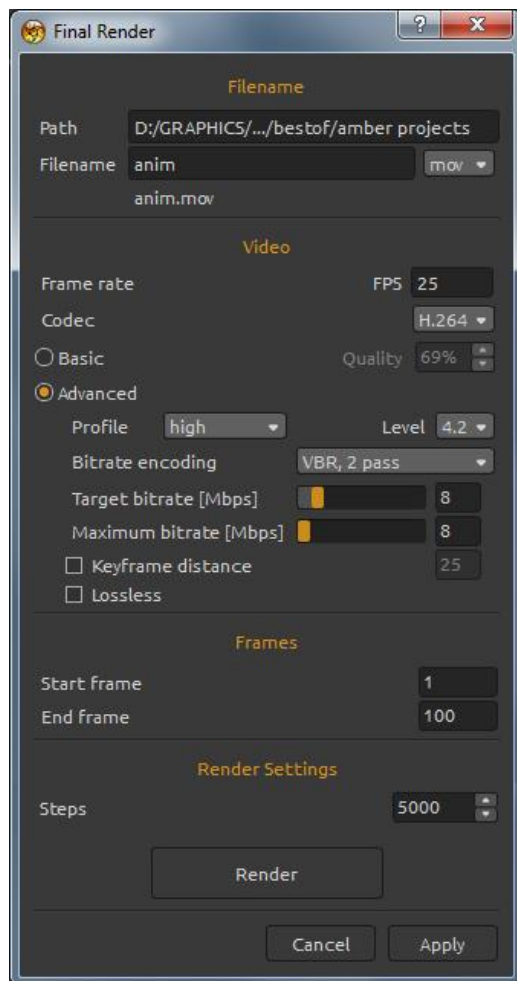 Final Render ? X
Filename
Path D:/GRAPHICS/.../bestof/amber projects
Filename anim mov
anim.mov
Video
Frame rate FPS 25
Codec H.264
Basic Quality 69%
Advanced
Profile high Level 4.2
Bitrate encoding VBR, 2 pass
Target bitrate [Mbps] 8
Maximum bitrate [Mbps] 8
Keyframe distance 25
Lossless
Frames
Start frame 1
End frame 100
Render Settings
Steps 5000
Render
Cancel Apply